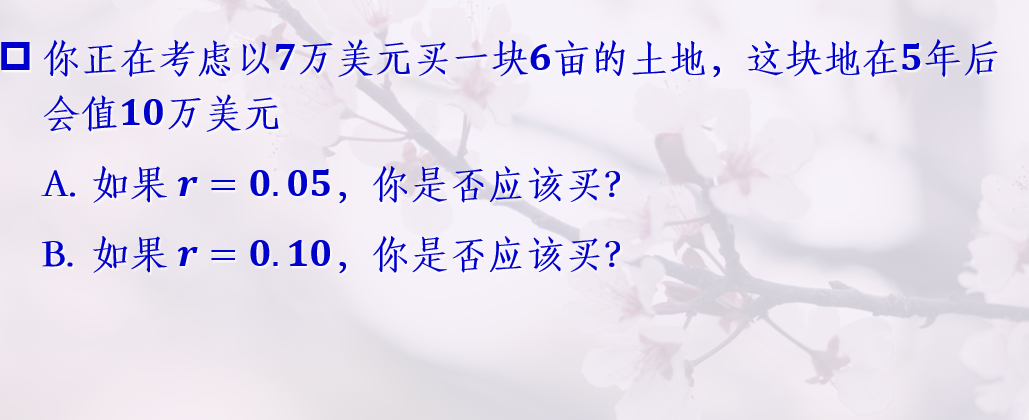 你正在考虑以7万美元买一块6亩的土地，这块地在5年后
会值10万美元
A. 如果 r = 0.05，你是否应该买？
B. 如果 r = 0.10，你是否应该买？